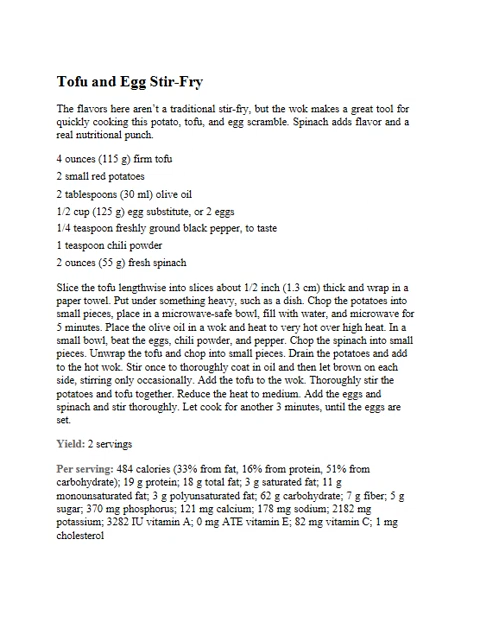 Tofu and Egg Stir-Fry
The flavors here aren't a traditional stir-fry, but the wok makes a great tool for
quickly cooking this potato, tofu, and egg scramble. Spinach adds flavor and a
real nutritional punch.
4 ounces (115 g) firm tofu
2 small red potatoes
2 tablespoons (30 ml) olive oil
1/2 cup (125 g) egg substitute, or 2 eggs
1/4 teaspoon freshly ground black pepper, to taste
1 teaspoon chili powder
2 ounces (55 g) fresh spinach
Slice the tofu lengthwise into slices about 1/2 inch (1.3 cm) thick and wrap in a
paper towel. Put under something heavy, such as a dish. Chop the potatoes into
small pieces, place in a microwave-safe bowl, fill with water, and microwave for
5 minutes. Place the olive oil in a wok and heat to very hot over high heat. In a
small bowl, beat the eggs, chili powder, and pepper. Chop the spinach into small
pieces. Unwrap the tofu and chop into small pieces. Drain the potatoes and add
to the hot wok. Stir once to thoroughly coat in oil and then let brown on each
side, stirring only occasionally. Add the tofu to the wok. Thoroughly stir the
potatoes and tofu together. Reduce the heat to medium. Add the eggs and
spinach and stir thoroughly. Let cook for another 3 minutes, until the eggs are
set.
Yield: 2 servings
Per serving: 484 calories (33% from fat, 16% from protein, 51% from
carbohydrate); 19 g protein; 18 g total fat; 3 g saturated fat; 11 g
monounsaturated fat; 3 g polyunsaturated fat; 62 g carbohydrate; 7 g fiber; 5 g
sugar; 370 mg phosphorus; 121 mg calcium; 178 mg sodium; 2182 mg
potassium; 3282 IU vitamin A; 0 mg ATE vitamin E; 82 mg vitamin C; 1 mg
cholesterol